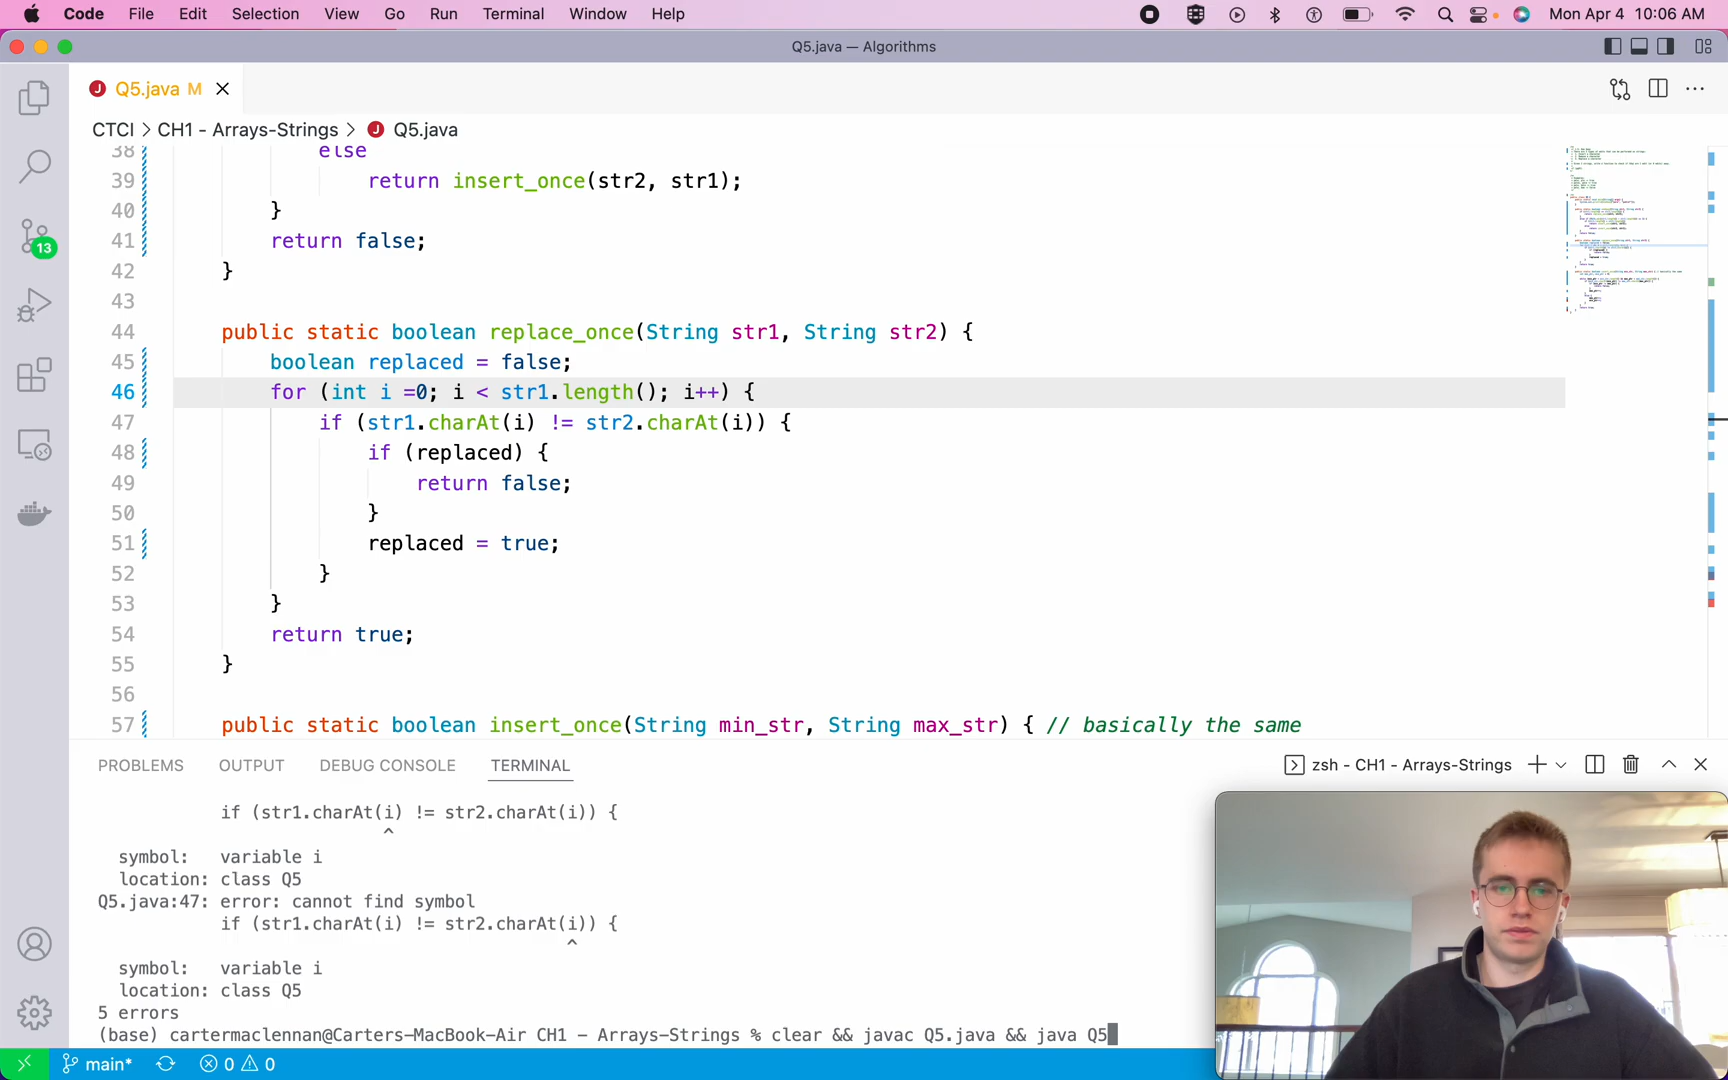 Code File Edit Selection View Go Run Terminal Window Help Mon Apr 4 10:06 AM
Q5.java — Algorithms
J Q5.java M
CTCI > CH1 - Arrays-Strings > J Q5.java
38 else
39 return insert_once(str2, str1);
40 }
41 return false;
42 }
43
44 public static boolean replace_once(String str1, String str2) {
45 boolean replaced = false;
46 for (int i =0; i < str1.length(); i++) {
47 if (str1.charAt(i) != str2.charAt(i)) {
48 if (replaced) {
49 return false;
50 }
51 replaced = true;
52 }
53 }
54 return true;
55 }
56
57 public static boolean insert_once(String min_str, String max_str) { // basically the same
13
PROBLEMS OUTPUT DEBUG CONSOLE TERMINAL zsh - CH1 - Arrays-Strings
if (str1.charAt(i) != str2.charAt(i)) {
^
symbol: variable i
location: class Q5
Q5.java:47: error: cannot find symbol
if (str1.charAt(i) != str2.charAt(i)) {
^
symbol: variable i
location: class Q5
5 errors
(base) cartermaclennan@Carters-MacBook-Air CH1 - Arrays-Strings % clear && javac Q5.java && java Q5
main* 0 0